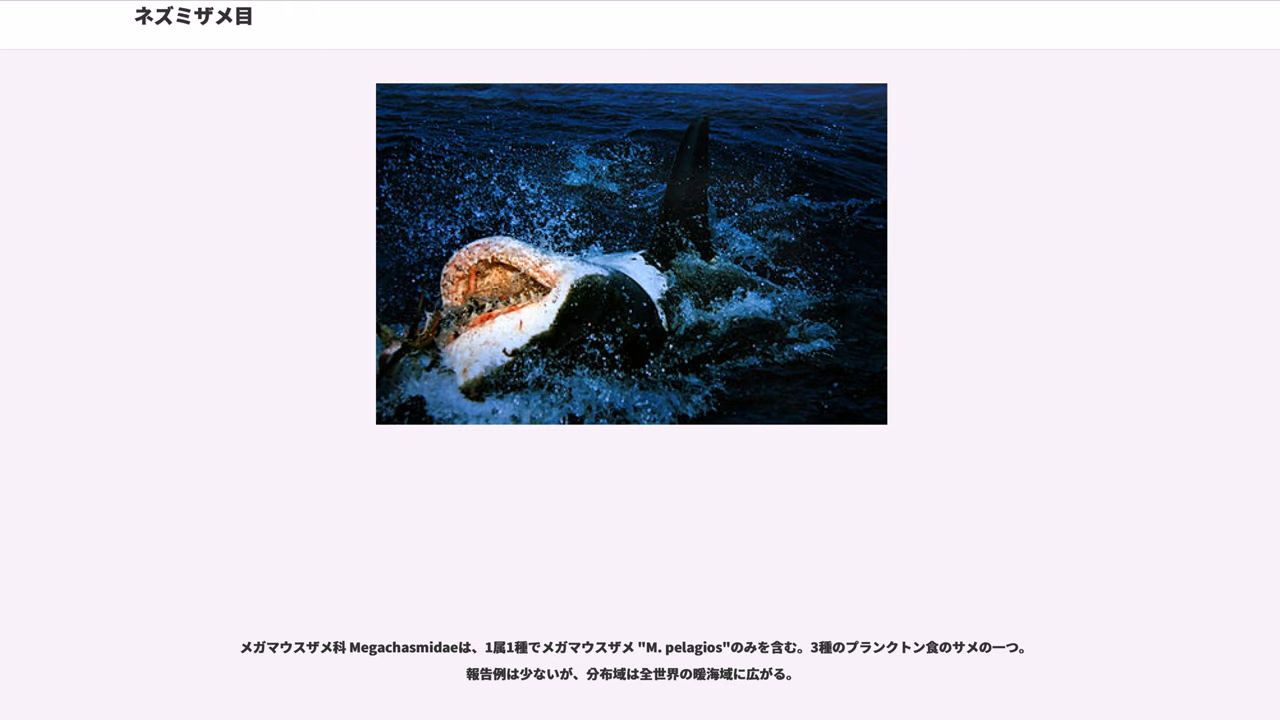 ネズミザメ目
メガマウスザメ科 Megachasmidaeは、1属1種でメガマウスザメ "M. pelagios"のみを含む。3種のプランクトン食のサメの一つ。
報告例は少ないが、分布域は全世界の暖海域に広がる。